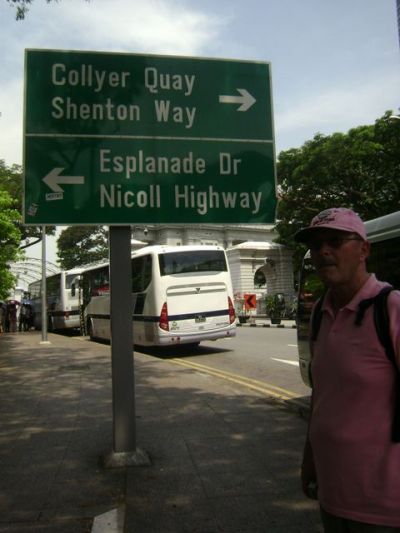 Collyer Quay
Shenton Way
Esplanade Dr
Nicoll Highway